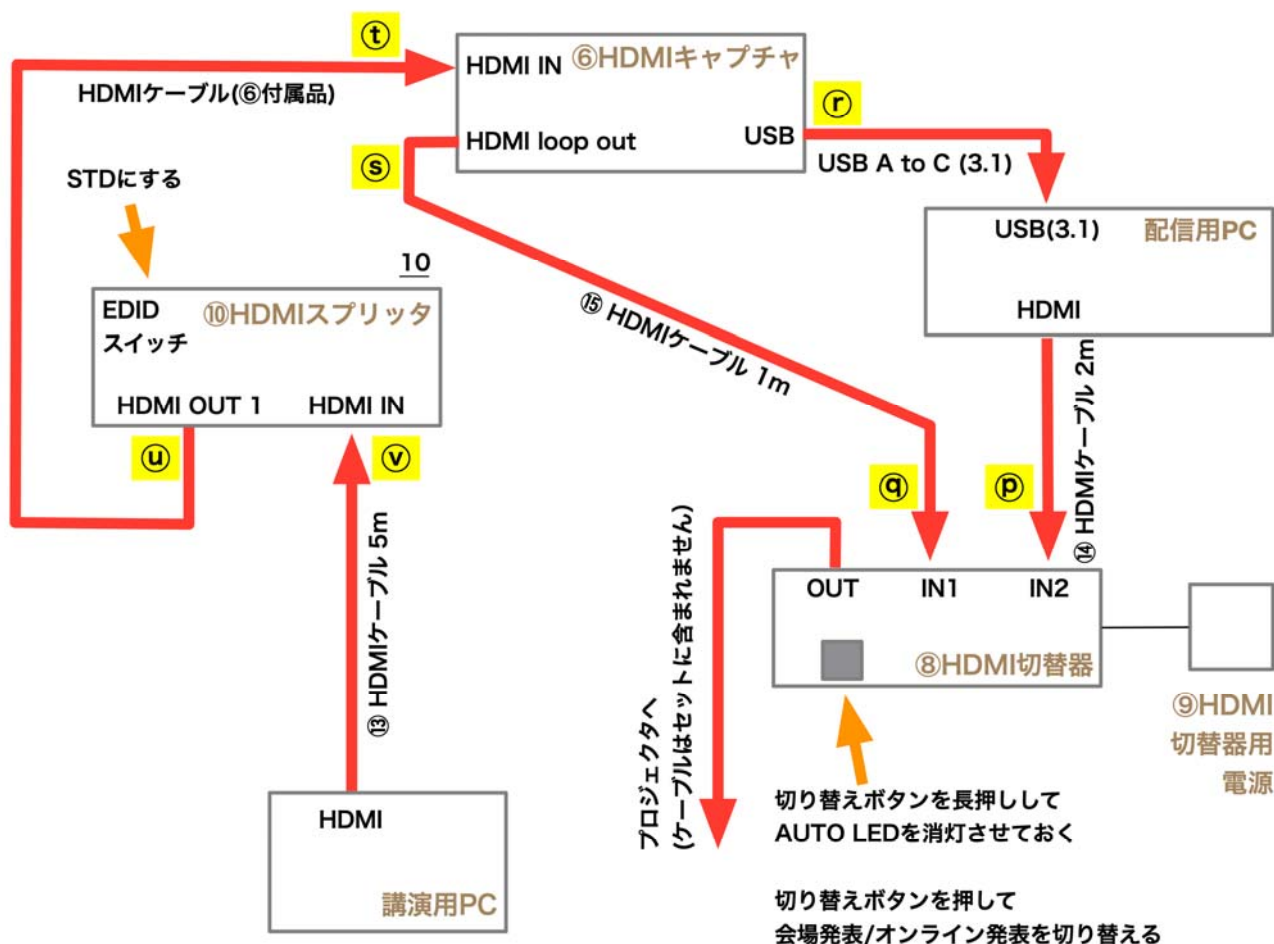 ⓣ
HDMI IN
⑥HDMIキャプチャ
HDMIケーブル(⑥付属品)
HDMI loop out
USB
ⓡ
USB A to C (3.1)
ⓢ
STDにする
USB(3.1)
配信用PC
HDMI
10
EDID
スイッチ
⑩HDMIスプリッタ
HDMI OUT 1
HDMI IN
⑮ HDMIケーブル 1m
⑭ HDMIケーブル 2m
ⓤ
ⓥ
ⓠ
ⓟ
⑬ HDMIケーブル 5m
OUT
IN1
IN2
⑧HDMI切替器
⑨HDMI
切替器用
電源
プロジェクタへ
(ケーブルはセットに含まれません)
HDMI
講演用PC
切り替えボタンを長押しして
AUTO LEDを消灯させておく
切り替えボタンを押して
会場発表/オンライン発表を切り替える